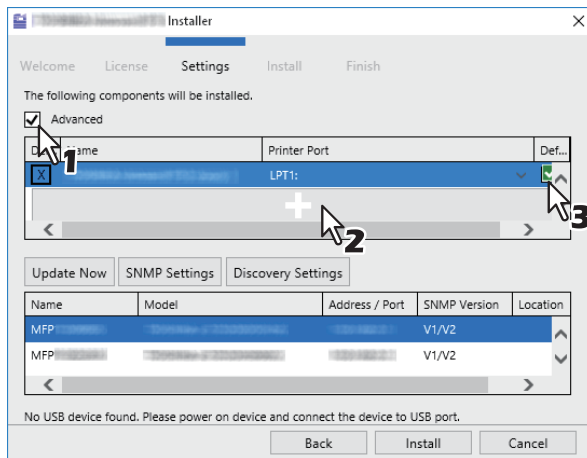 Installer
Welcome License Settings Install Finish
The following components will be installed.
Advanced
1
Name Printer Port Def...
X LPT1:
2
3
Update Now SNMP Settings Discovery Settings
Name Model Address / Port SNMP Version Location
MFP V1/V2
MFP V1/V2
No USB device found. Please power on device and connect the device to USB port.
Back Install Cancel